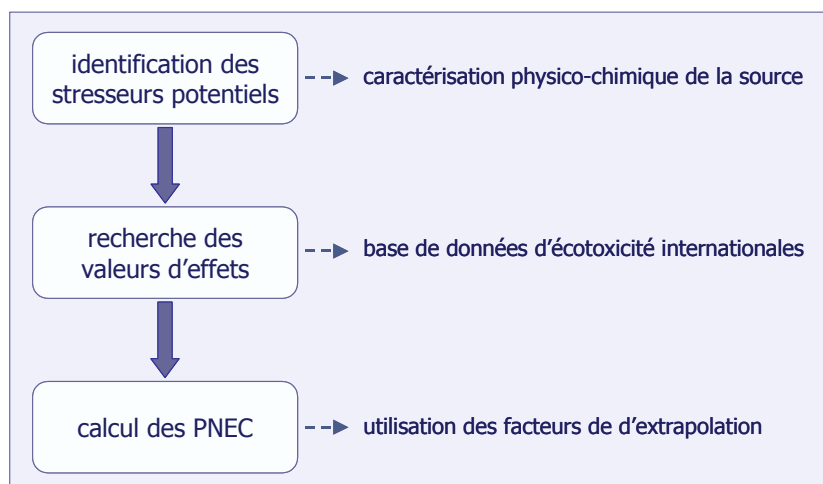 identification des
stresseurs potentiels
caractérisation physico-chimique de la source
recherche des
valeurs d'effets
base de données d'écotoxicité internationales
calcul des PNEC
utilisation des facteurs de d'extrapolation